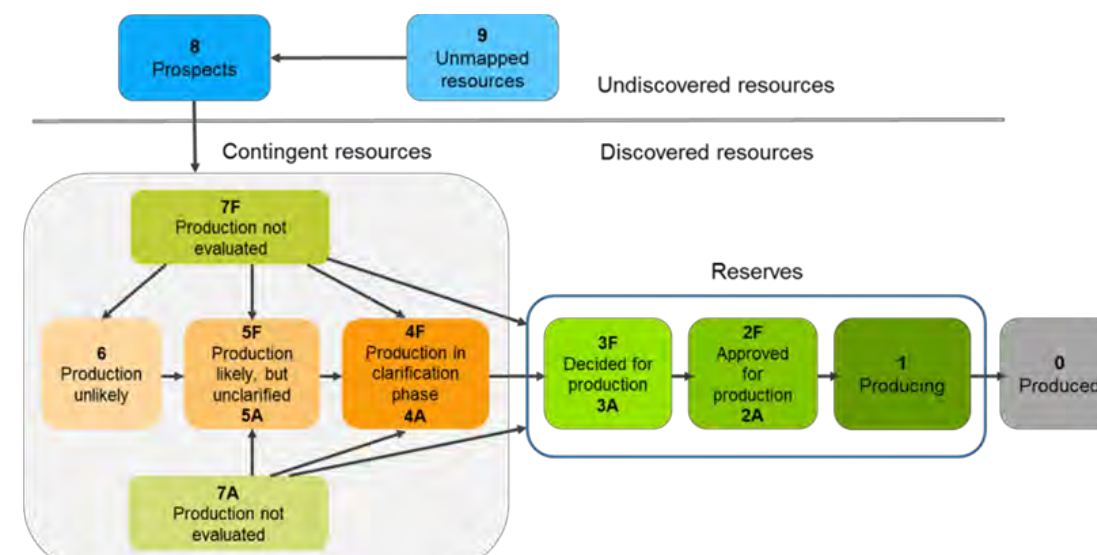 8
Prospects
9
Unmapped
resources
Undiscovered resources
Contingent resources
Discovered resources
7F
Production not
evaluated
Reserves
6
Production
unlikely
5F
Production
likely, but
unclarified
5A
4F
Production in
clarification
phase
4A
3F
Decided for
production
3A
2F
Approved
for
production
2A
1
Producing
0
Produced
7A
Production not
evaluated